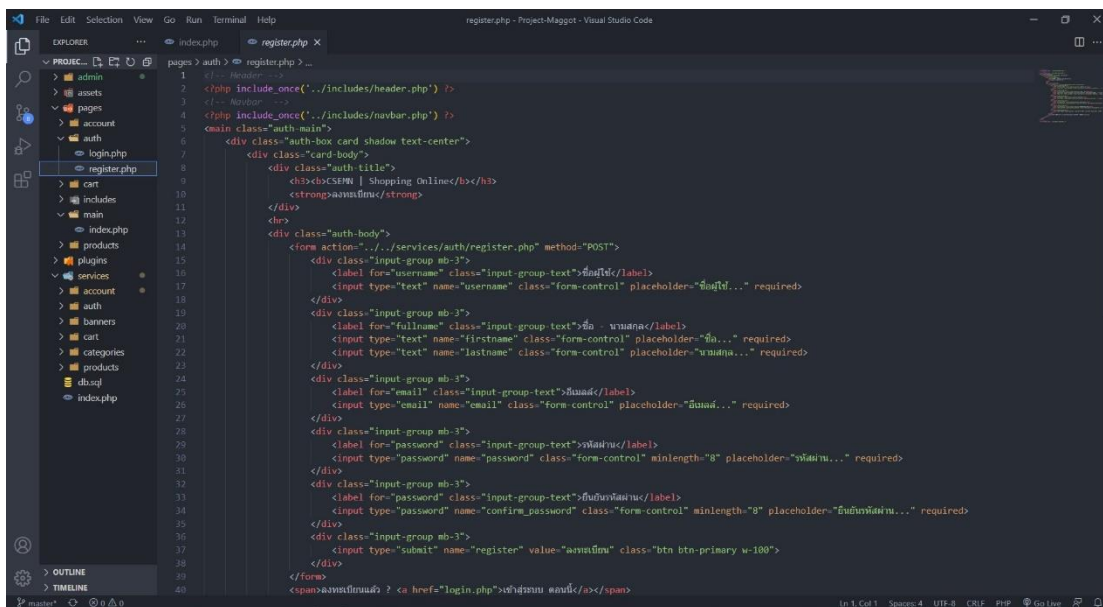 File Edit Selection View Go Run Terminal Help
register.php - Project-Maggot - Visual Studio Code
EXPLORER
index.php
register.php
PROJEC...
admin
assets
pages
account
auth
login.php
register.php
cart
includes
main
index.php
products
plugins
services
account
auth
banners
cart
categories
products
db.sql
index.php
OUTLINE
TIMELINE
pages > auth > register.php > ...
1 <!-- Header -->
2 <?php include_once('../includes/header.php') ?>
3 <!-- Navbar -->
4 <?php include_once('../includes/navbar.php') ?>
5 <main class="auth-main">
6 <div class="auth-box card shadow text-center">
7 <div class="card-body">
8 <div class="auth-title">
9 <h3><b>CSEMN | Shopping Online</b></h3>
10 <strong>ลงทะเบียน</strong>
11 </div>
12 <hr>
13 <div class="auth-body">
14 <form action="../../services/auth/register.php" method="POST">
15 <div class="input-group mb-3">
16 <label for="username" class="input-group-text">ชื่อผู้ใช้</label>
17 <input type="text" name="username" class="form-control" placeholder="ชื่อผู้ใช้..." required>
18 </div>
19 <div class="input-group mb-3">
20 <label for="fullname" class="input-group-text">ชื่อ - นามสกุล</label>
21 <input type="text" name="firstname" class="form-control" placeholder="ชื่อ..." required>
22 <input type="text" name="lastname" class="form-control" placeholder="นามสกุล..." required>
23 </div>
24 <div class="input-group mb-3">
25 <label for="email" class="input-group-text">อีเมลล์</label>
26 <input type="email" name="email" class="form-control" placeholder="อีเมลล์..." required>
27 </div>
28 <div class="input-group mb-3">
29 <label for="password" class="input-group-text">รหัสผ่าน</label>
30 <input type="password" name="password" class="form-control" minlength="8" placeholder="รหัสผ่าน..." required>
31 </div>
32 <div class="input-group mb-3">
33 <label for="password" class="input-group-text">ยืนยันรหัสผ่าน</label>
34 <input type="password" name="confirm_password" class="form-control" minlength="8" placeholder="ยืนยันรหัสผ่าน..." required>
35 </div>
36 <div class="input-group mb-3">
37 <input type="submit" name="register" value="ลงทะเบียน" class="btn btn-primary w-100">
38 </div>
39 </form>
40 <span>ลงทะเบียนแล้ว ? <a href="login.php">เข้าสู่ระบบ ตอนนี้</a></span>
master* 0 0 Ln 1, Col 1 Spaces: 4 UTF-8 CRLF PHP Go Live